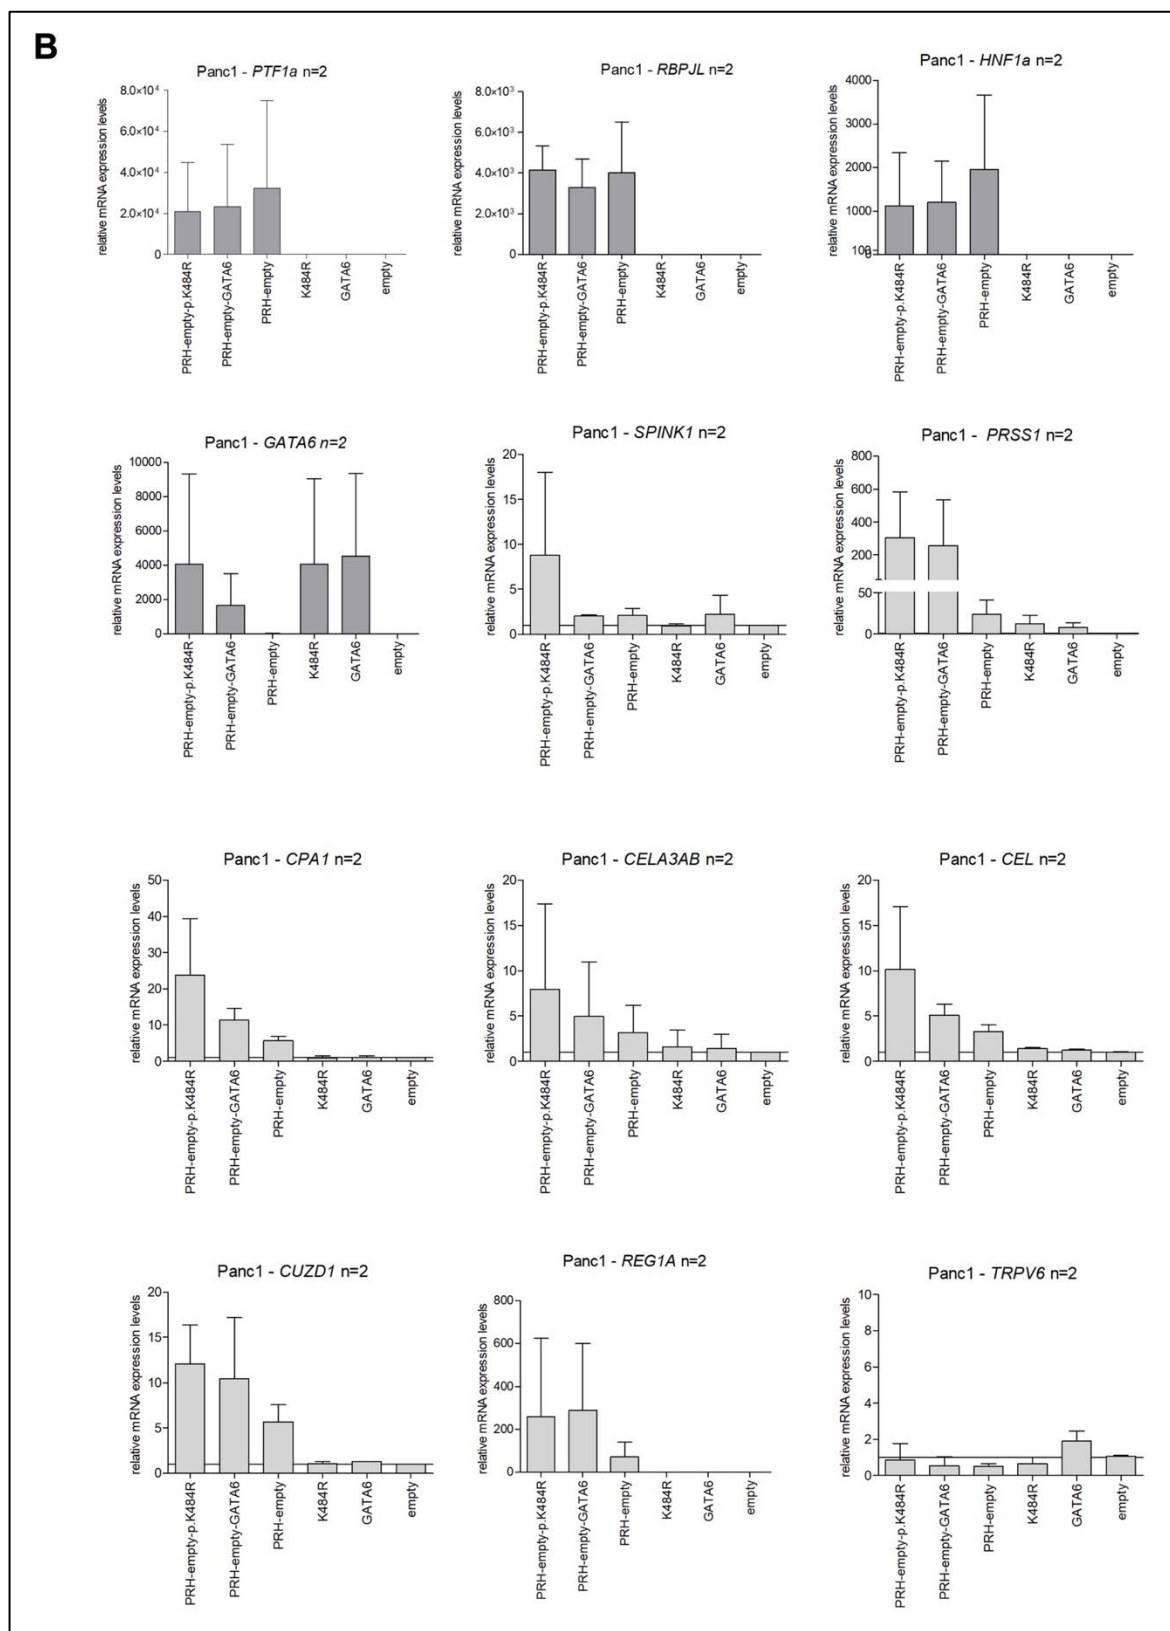 B
Panc1 - PTF1a n=2
relative mRNA expression levels
8.0×10⁴
6.0×10⁴
4.0×10⁴
2.0×10⁴
0
PRH-empty-p.K484R
PRH-empty-GATA6
PRH-empty
K484R
GATA6
empty
Panc1 - RBPJL n=2
relative mRNA expression levels
8.0×10³
6.0×10³
4.0×10³
2.0×10³
0
PRH-empty-p.K484R
PRH-empty-GATA6
PRH-empty
K484R
GATA6
empty
Panc1 - HNF1a n=2
relative mRNA expression levels
4000
3000
2000
1000
100
0
PRH-empty-p.K484R
PRH-empty-GATA6
PRH-empty
K484R
GATA6
empty
Panc1 - GATA6 n=2
relative mRNA expression levels
10000
8000
6000
4000
2000
0
PRH-empty-p.K484R
PRH-empty-GATA6
PRH-empty
K484R
GATA6
empty
Panc1 - SPINK1 n=2
relative mRNA expression levels
20
15
10
5
0
PRH-empty-p.K484R
PRH-empty-GATA6
PRH-empty
K484R
GATA6
empty
Panc1 - PRSS1 n=2
relative mRNA expression levels
800
600
400
200
50
0
PRH-empty-p.K484R
PRH-empty-GATA6
PRH-empty
K484R
GATA6
empty
Panc1 - CPA1 n=2
relative mRNA expression levels
50
40
30
20
10
0
PRH-empty-p.K484R
PRH-empty-GATA6
PRH-empty
K484R
GATA6
empty
Panc1 - CELA3AB n=2
relative mRNA expression levels
20
15
10
5
0
PRH-empty-p.K484R
PRH-empty-GATA6
PRH-empty
K484R
GATA6
empty
Panc1 - CEL n=2
relative mRNA expression levels
20
15
10
5
0
PRH-empty-p.K484R
PRH-empty-GATA6
PRH-empty
K484R
GATA6
empty
Panc1 - CUZD1 n=2
relative mRNA expression levels
20
15
10
5
0
PRH-empty-p.K484R
PRH-empty-GATA6
PRH-empty
K484R
GATA6
empty
Panc1 - REG1A n=2
relative mRNA expression levels
800
600
400
200
0
PRH-empty-p.K484R
PRH-empty-GATA6
PRH-empty
K484R
GATA6
empty
Panc1 - TRPV6 n=2
relative mRNA expression levels
10
8
6
4
2
0
PRH-empty-p.K484R
PRH-empty-GATA6
PRH-empty
K484R
GATA6
empty